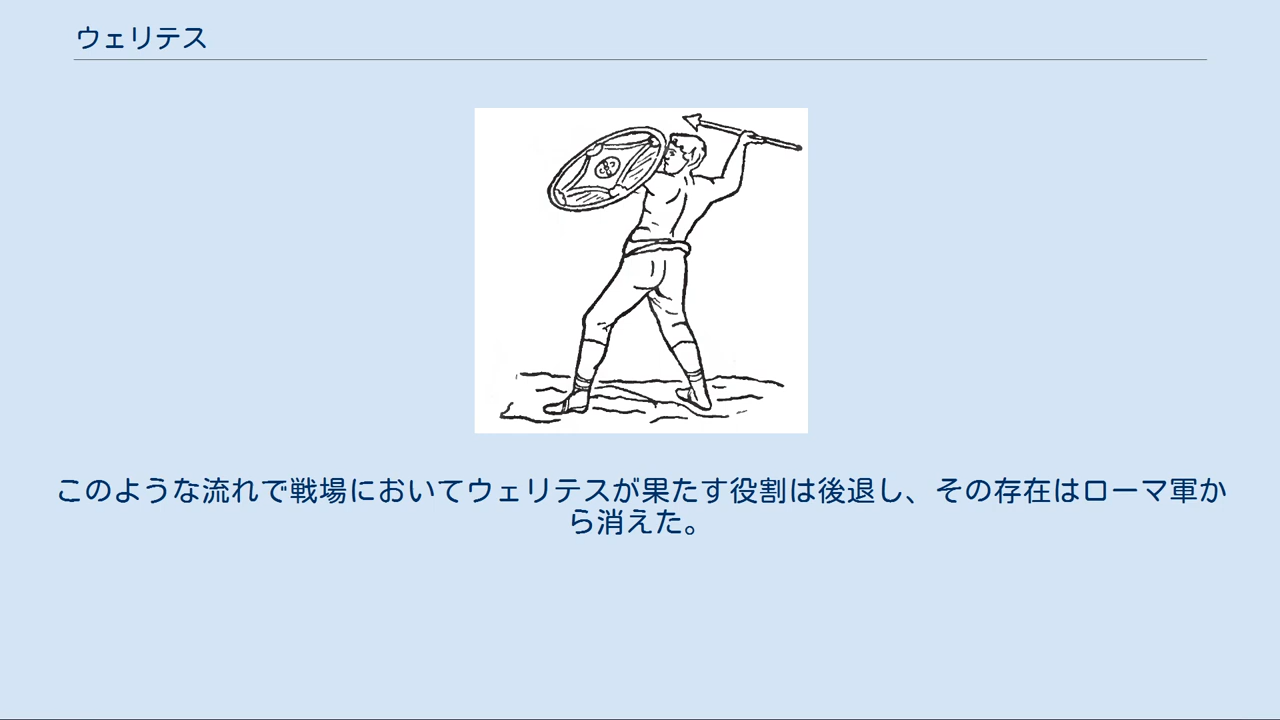 ウェリテス
このような流れで戦場においてウェリテスが果たす役割は後退し、その存在はローマ軍か
ら消えた。